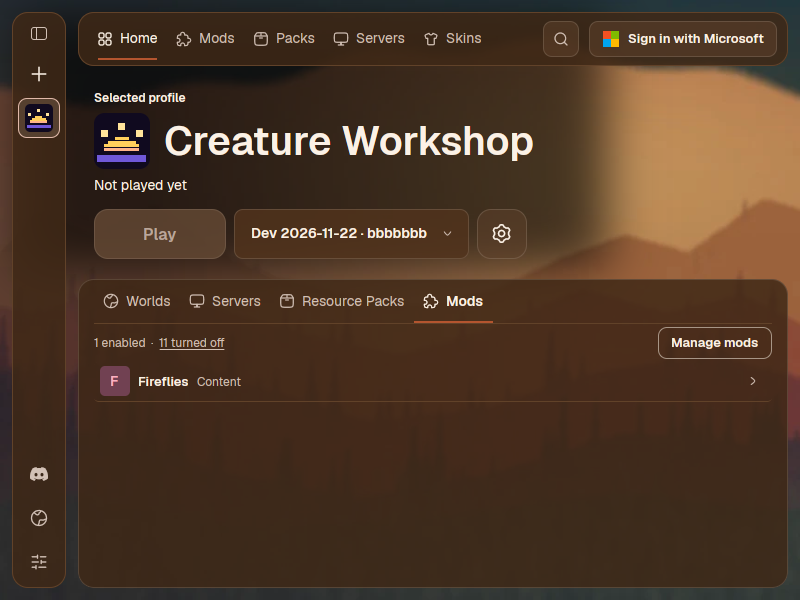 Home Mods Packs Servers Skins Sign in with Microsoft
Selected profile
Creature Workshop
Not played yet
Play Dev 2026-11-22 · bbbbbbb
Worlds Servers Resource Packs Mods
1 enabled · 11 turned off Manage mods
F Fireflies Content